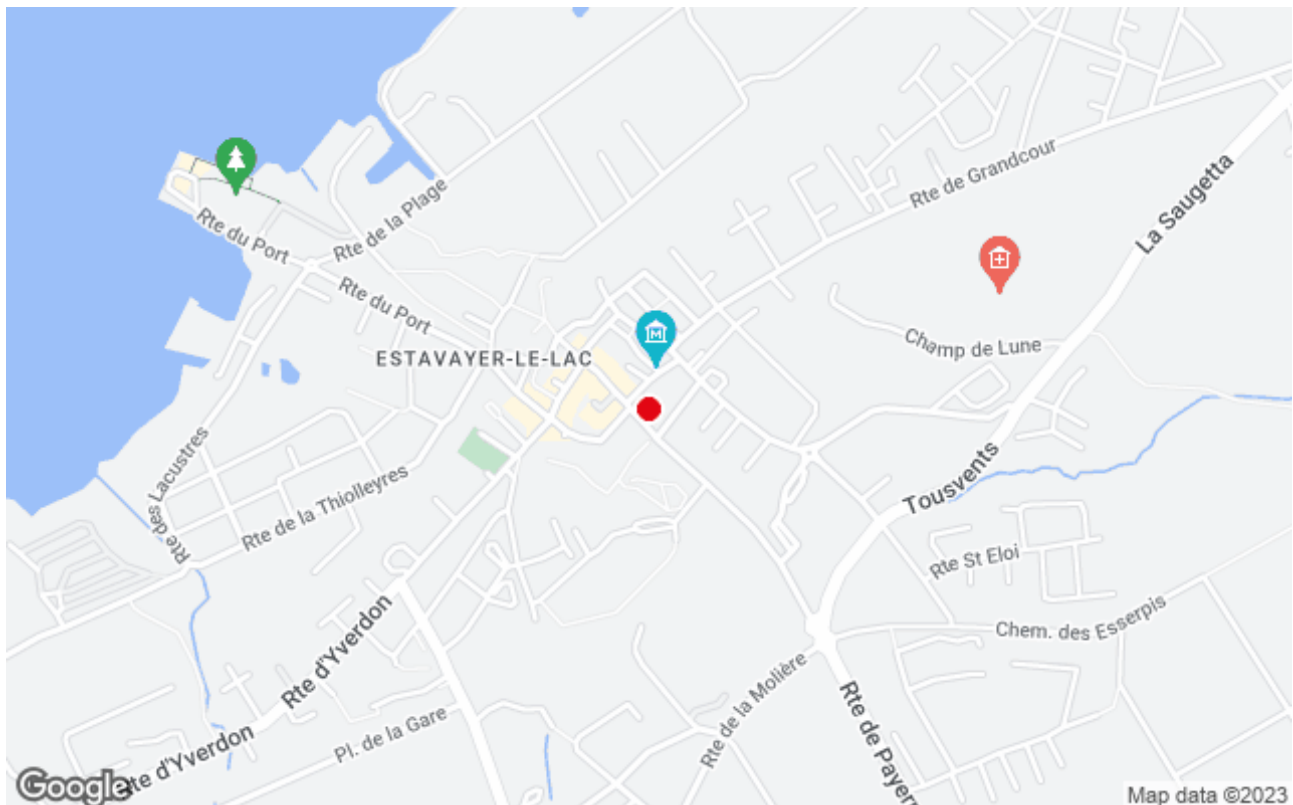 Rte de Grandcour
La Saugetta
Rte du Port
Rte de la Plage
Rte du Port
M
ESTAVAYER-LE-LAC
Champ de Lune
Rte des Lacustres
Rte de la Thiolleyres
Tousvents
Rte St Eloi
Rte d'Yverdon
Chem. des Esserpis
Rte de la Molière
Pl. de la Gare
Rte d'Yverdon
Rte de Payern
Google
Map data ©2023